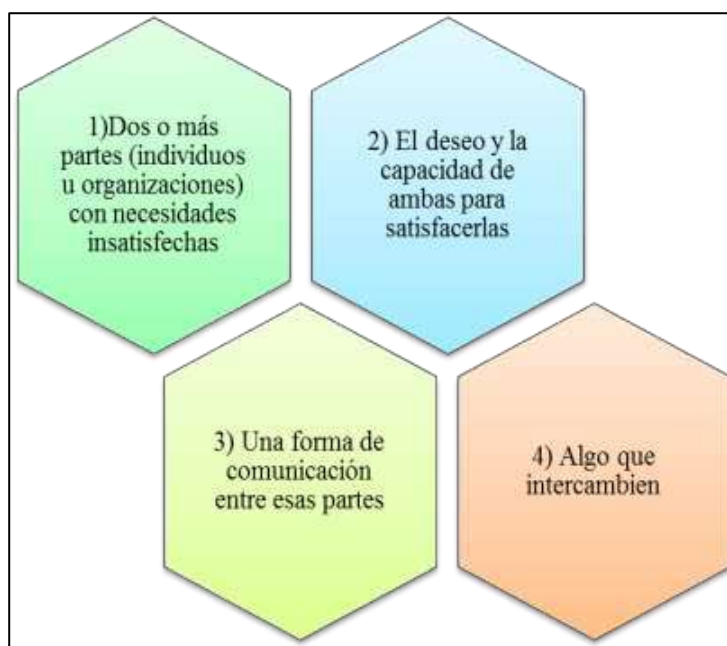 1)Dos o más
partes (individuos
u organizaciones)
con necesidades
insatisfechas
2) El deseo y la
capacidad de
ambas para
satisfacerlas
3) Una forma de
comunicación
entre esas partes
4) Algo que
intercambien